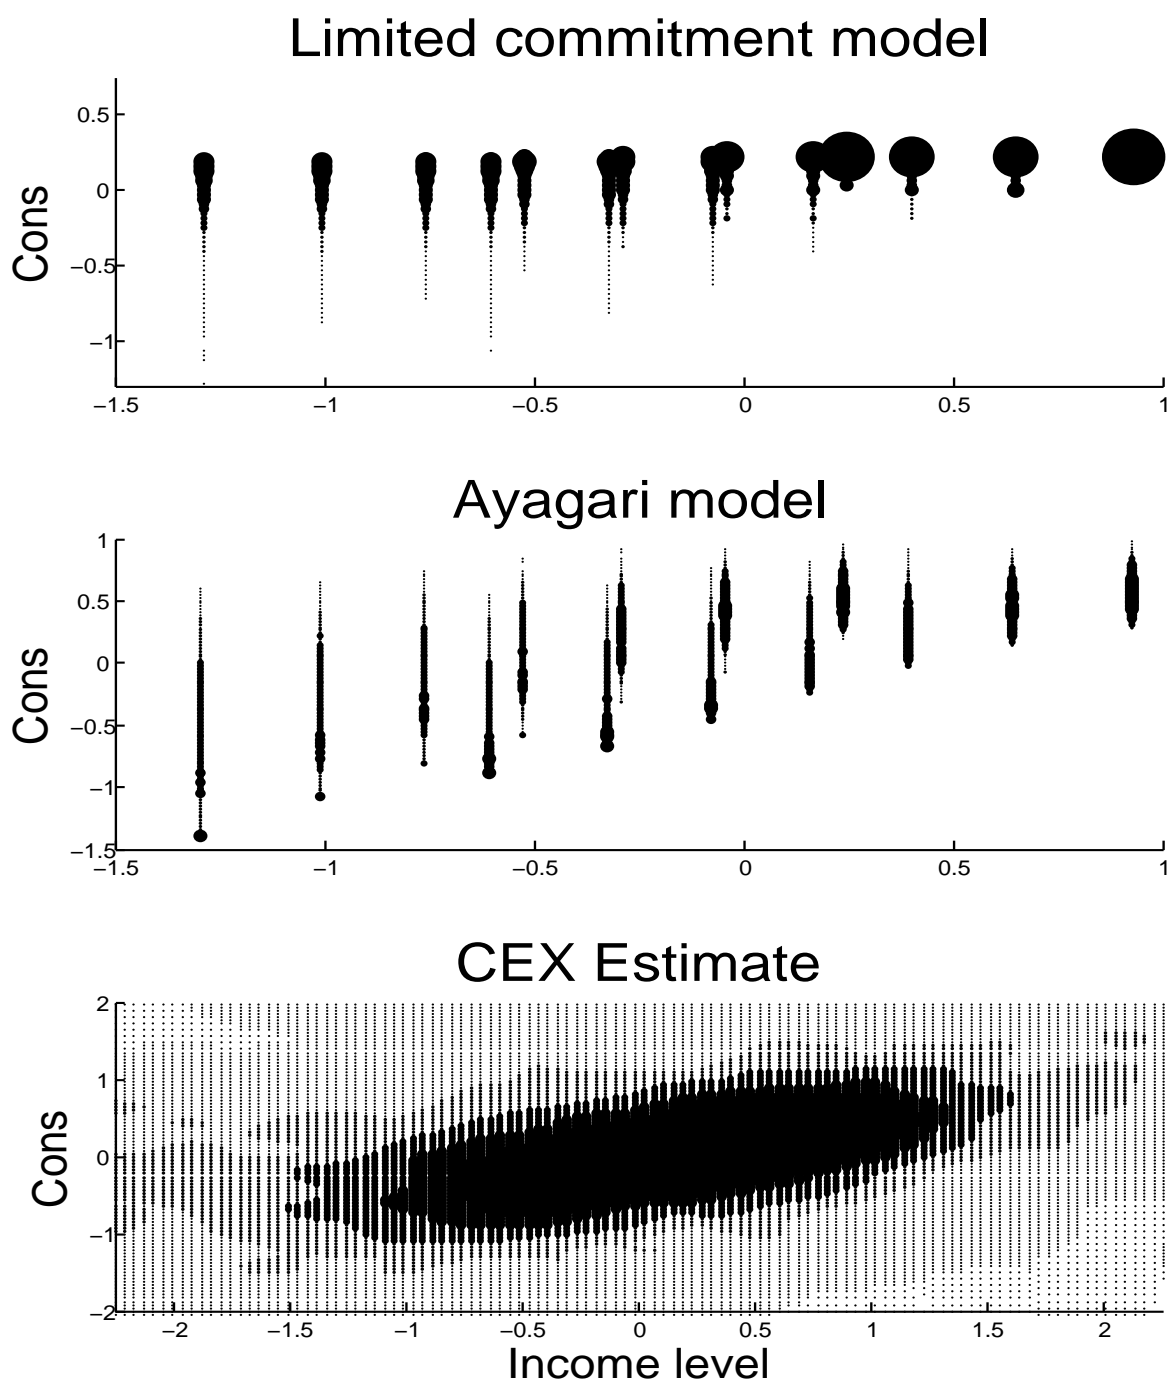 Limited commitment model
0.5
0
−0.5
−1
Cons
−1.5 −1 −0.5 0 0.5 1
Ayagari model
1
0.5
0
−0.5
−1
−1.5
Cons
−1.5 −1 −0.5 0 0.5 1
CEX Estimate
2
1
0
−1
−2
Cons
−2 −1.5 −1 −0.5 0 0.5 1 1.5 2
Income level